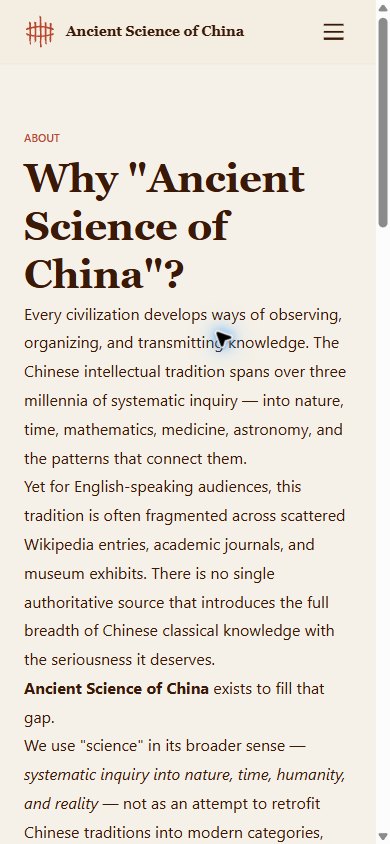 Ancient Science of China
ABOUT
Why "Ancient
Science of
China"?
Every civilization develops ways of observing,
organizing, and transmitting knowledge. The
Chinese intellectual tradition spans over three
millennia of systematic inquiry — into nature,
time, mathematics, medicine, astronomy, and
the patterns that connect them.
Yet for English-speaking audiences, this
tradition is often fragmented across scattered
Wikipedia entries, academic journals, and
museum exhibits. There is no single
authoritative source that introduces the full
breadth of Chinese classical knowledge with
the seriousness it deserves.
Ancient Science of China exists to fill that
gap.
We use "science" in its broader sense —
systematic inquiry into nature, time, humanity,
and reality — not as an attempt to retrofit
Chinese traditions into modern categories,